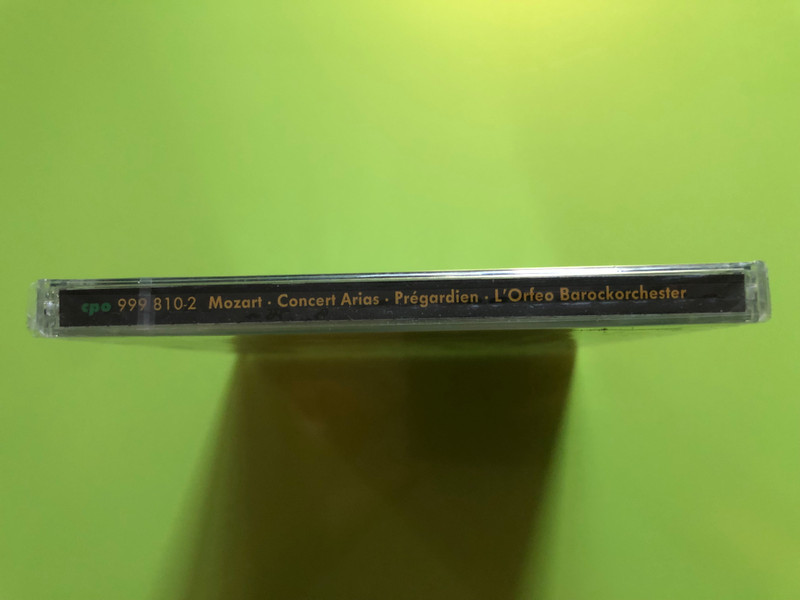 cpo 999 810-2 Mozart · Concert Arias · Prégardien · L'Orfeo Barockorchester